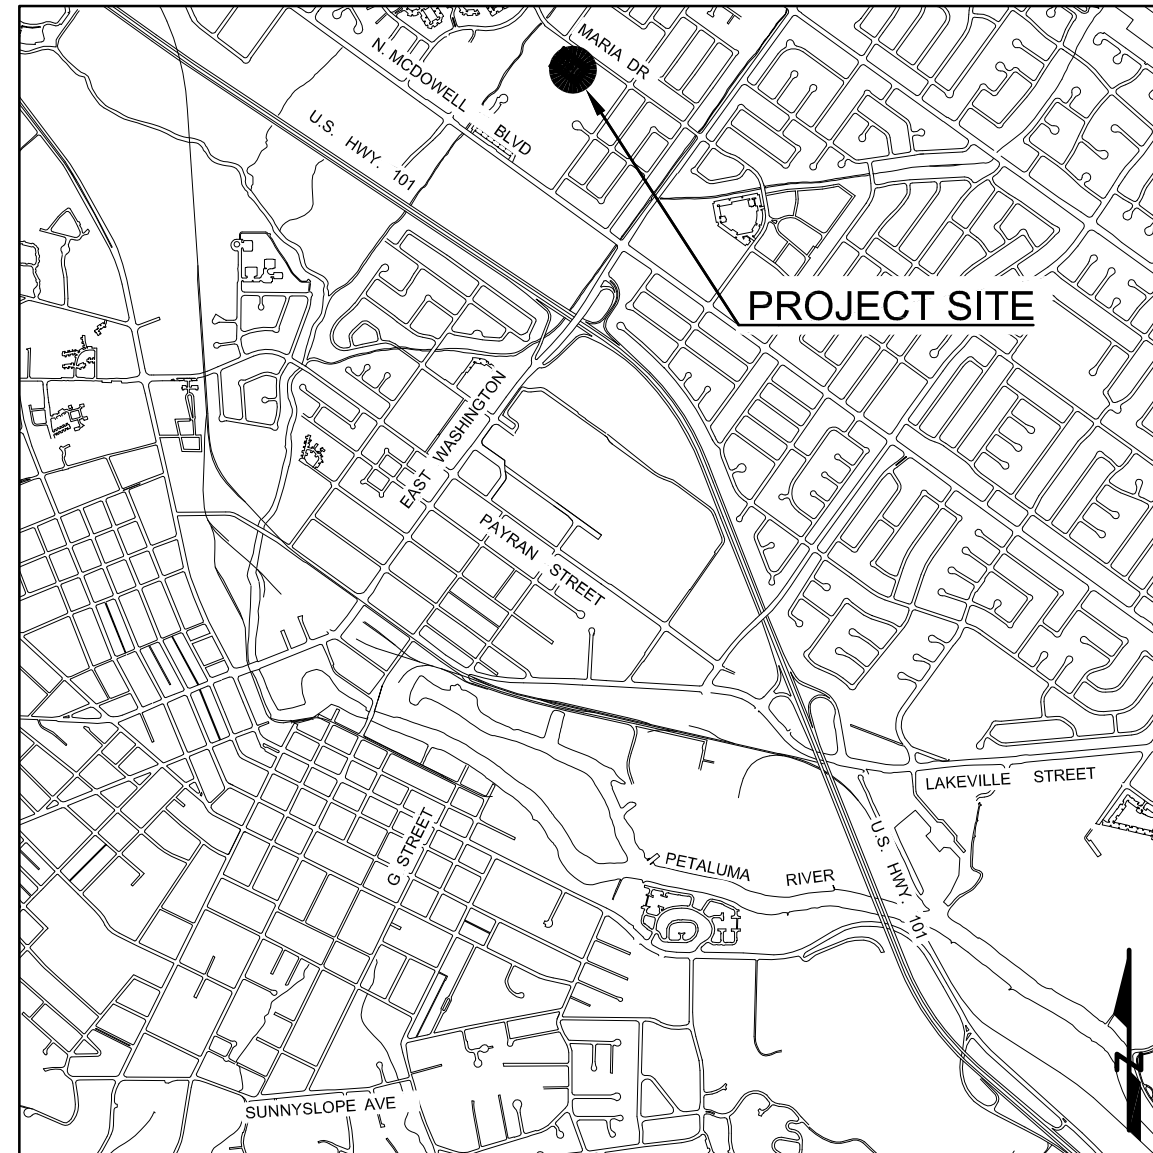 MARIA DR
N. MCDOWELL BLVD
U.S. HWY. 101
PROJECT SITE
EAST WASHINGTON
PAYRAN STREET
LAKEVILLE STREET
G STREET
U.S. HWY. 101
PETALUMA RIVER
N
SUNNYSLOPE AVE